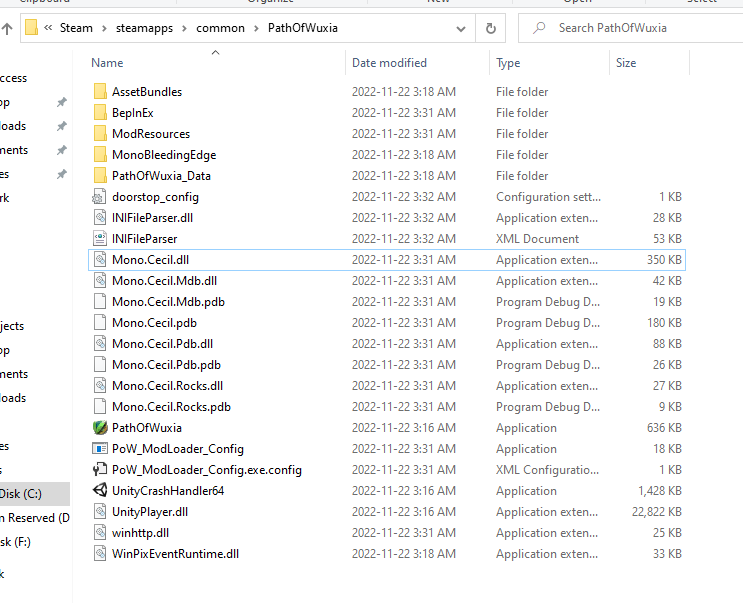 Clipboard Organize New Open Select
« Steam > steamapps > common > PathOfWuxia Search PathOfWuxia
Name Date modified Type Size
AssetBundles 2022-11-22 3:18 AM File folder
BepInEx 2022-11-22 3:31 AM File folder
ModResources 2022-11-22 3:31 AM File folder
MonoBleedingEdge 2022-11-22 3:18 AM File folder
PathOfWuxia_Data 2022-11-22 3:31 AM File folder
doorstop_config 2022-11-22 3:32 AM Configuration sett... 1 KB
INIFileParser.dll 2022-11-22 3:32 AM Application exten... 28 KB
INIFileParser 2022-11-22 3:32 AM XML Document 53 KB
Mono.Cecil.dll 2022-11-22 3:31 AM Application exten... 350 KB
Mono.Cecil.Mdb.dll 2022-11-22 3:31 AM Application exten... 42 KB
Mono.Cecil.Mdb.pdb 2022-11-22 3:31 AM Program Debug D... 19 KB
Mono.Cecil.pdb 2022-11-22 3:31 AM Program Debug D... 180 KB
Mono.Cecil.Pdb.dll 2022-11-22 3:31 AM Application exten... 88 KB
Mono.Cecil.Pdb.pdb 2022-11-22 3:31 AM Program Debug D... 26 KB
Mono.Cecil.Rocks.dll 2022-11-22 3:31 AM Application exten... 27 KB
Mono.Cecil.Rocks.pdb 2022-11-22 3:31 AM Program Debug D... 9 KB
PathOfWuxia 2022-11-22 3:16 AM Application 636 KB
PoW_ModLoader_Config 2022-11-22 3:31 AM Application 18 KB
PoW_ModLoader_Config.exe.config 2022-11-22 3:31 AM XML Configuratio... 1 KB
UnityCrashHandler64 2022-11-22 3:16 AM Application 1,428 KB
UnityPlayer.dll 2022-11-22 3:16 AM Application exten... 22,822 KB
winhttp.dll 2022-11-22 3:31 AM Application exten... 25 KB
WinPixEventRuntime.dll 2022-11-22 3:18 AM Application exten... 33 KB
ccess
op
loads
ments
es
rk
jects
op
ments
loads
es
s
Disk (C:)
n Reserved (D
sk (F:)
k